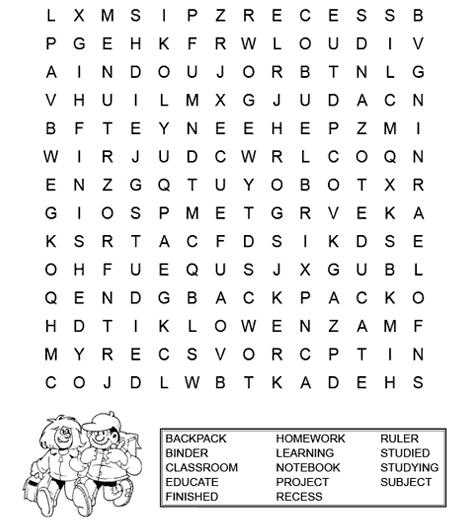 L X M S I P Z R E C E S S B
P G E H K F R W L O U D I V
A I N D O U J O R B T N L G
V H U I L M X G J U D A C N
B F T E Y N E E H E P Z M I
W I R J U D C W R L C O Q N
E N Z G Q T U Y O B O T X R
G I O S P M E T G R V E K A
K S R T A C F D S I K D S E
O H F U E Q U S J X G U B L
Q E N D G B A C K P A C K O
H D T I K L O W E N Z A M F
M Y R E C S V O R C P T I N
C O J D L W B T K A D E H S
BACKPACK HOMEWORK RULER
BINDER LEARNING STUDIED
CLASSROOM NOTEBOOK STUDYING
EDUCATE PROJECT SUBJECT
FINISHED RECESS